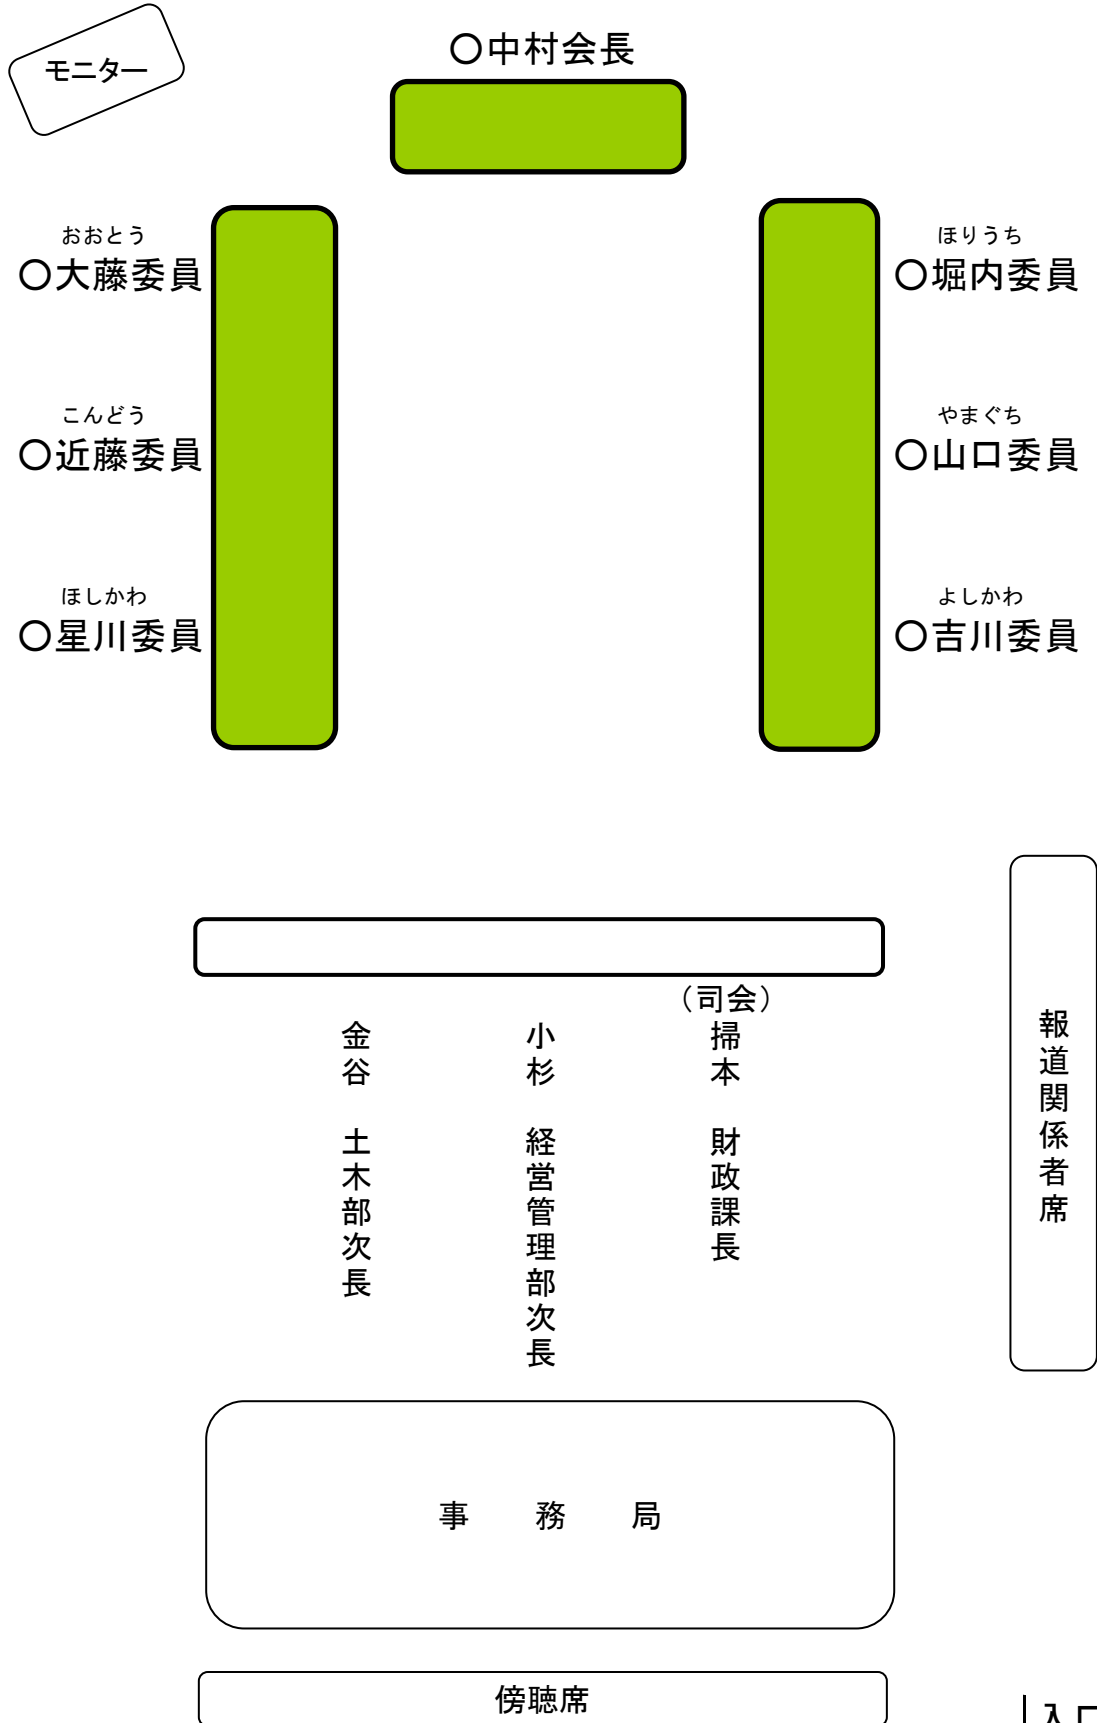 モニター
○中村会長
おおとう
○大藤委員
ほりうち
○堀内委員
こんどう
○近藤委員
やまぐち
○山口委員
ほしかわ
○星川委員
よしかわ
○吉川委員
（司会）
掃本　財政課長
小杉　経営管理部次長
金谷　土木部次長
報道関係者席
事　務　局
傍聴席
入口